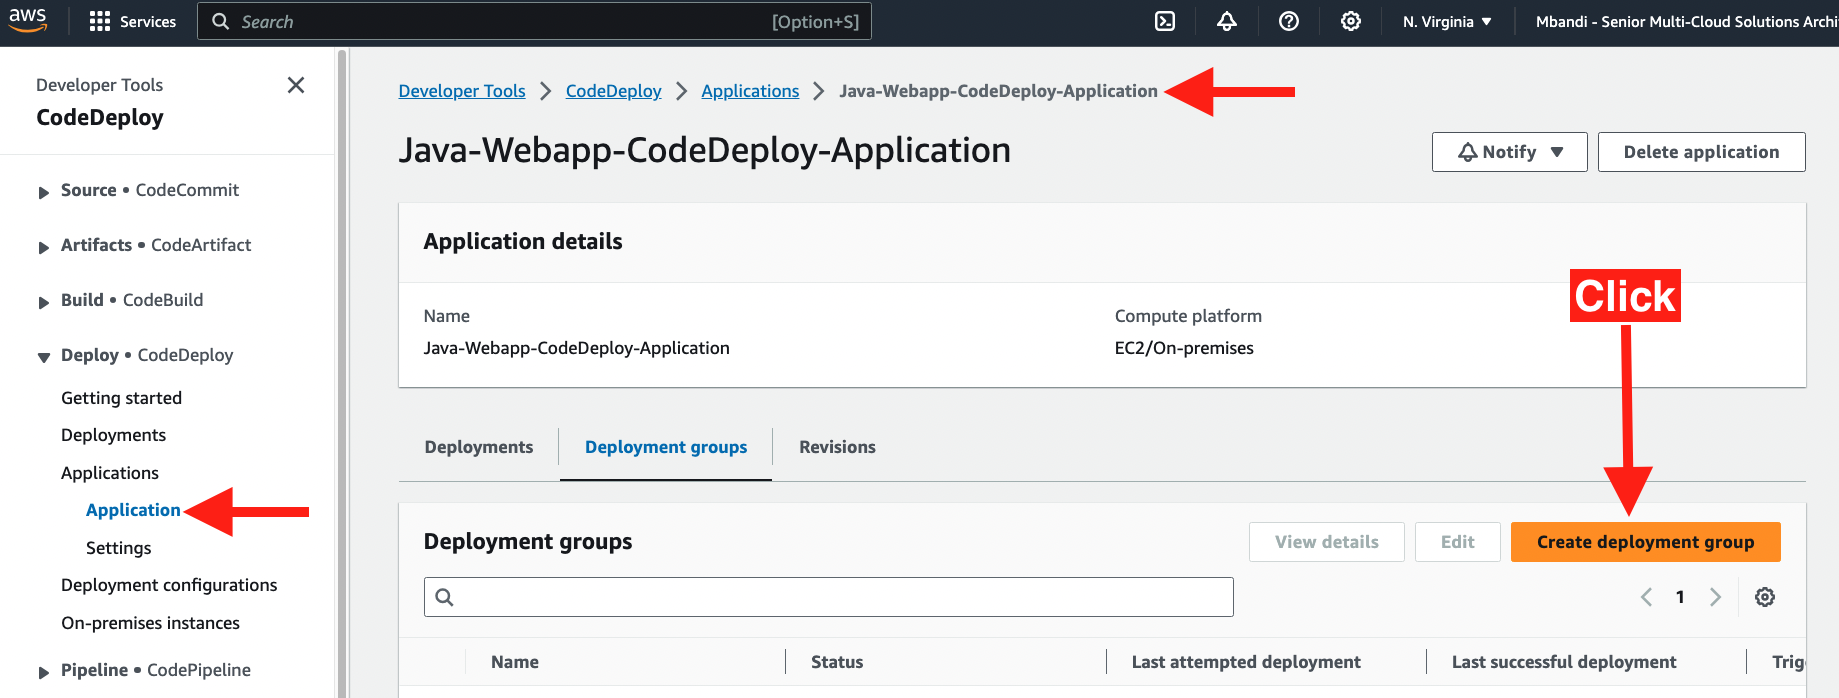 aws
Services
Search [Option+S]
N. Virginia
Mbandi - Senior Multi-Cloud Solutions Archi
Developer Tools
CodeDeploy
Source • CodeCommit
Artifacts • CodeArtifact
Build • CodeBuild
Deploy • CodeDeploy
Getting started
Deployments
Applications
Application
Settings
Deployment configurations
On-premises instances
Pipeline • CodePipeline
Developer Tools > CodeDeploy > Applications > Java-Webapp-CodeDeploy-Application
Java-Webapp-CodeDeploy-Application
Notify
Delete application
Application details
Name
Java-Webapp-CodeDeploy-Application
Compute platform
EC2/On-premises
Click
Deployments
Deployment groups
Revisions
Deployment groups
View details
Edit
Create deployment group
1
Name
Status
Last attempted deployment
Last successful deployment
Trig